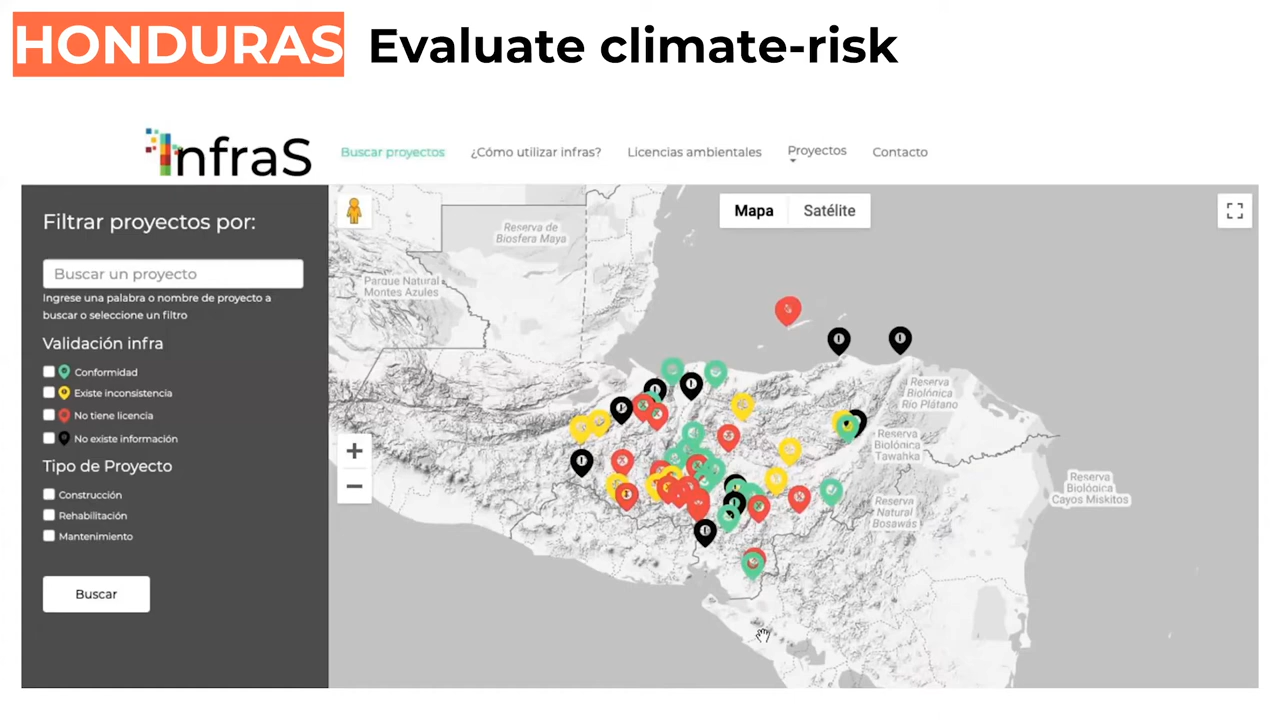 HONDURAS Evaluate climate-risk
InfraS
Buscar proyectos
¿Cómo utilizar infras?
Licencias ambientales
Proyectos
Contacto
Filtrar proyectos por:
Buscar un proyecto
Ingrese una palabra o nombre de proyecto a
buscar o seleccione un filtro
Validación infra
Conformidad
Existe inconsistencia
No tiene licencia
No existe información
Tipo de Proyecto
Construcción
Rehabilitación
Mantenimiento
Buscar
Mapa
Satélite
Reserva de
Biosfera Maya
Parque Natural
Montes Azules
Reserva
Biolónica
Río Plátano
Reserva
Biolónica
Tawahka
Reserva
Biológica
Cayos Miskitos
Reserva
Natural
Bosawás